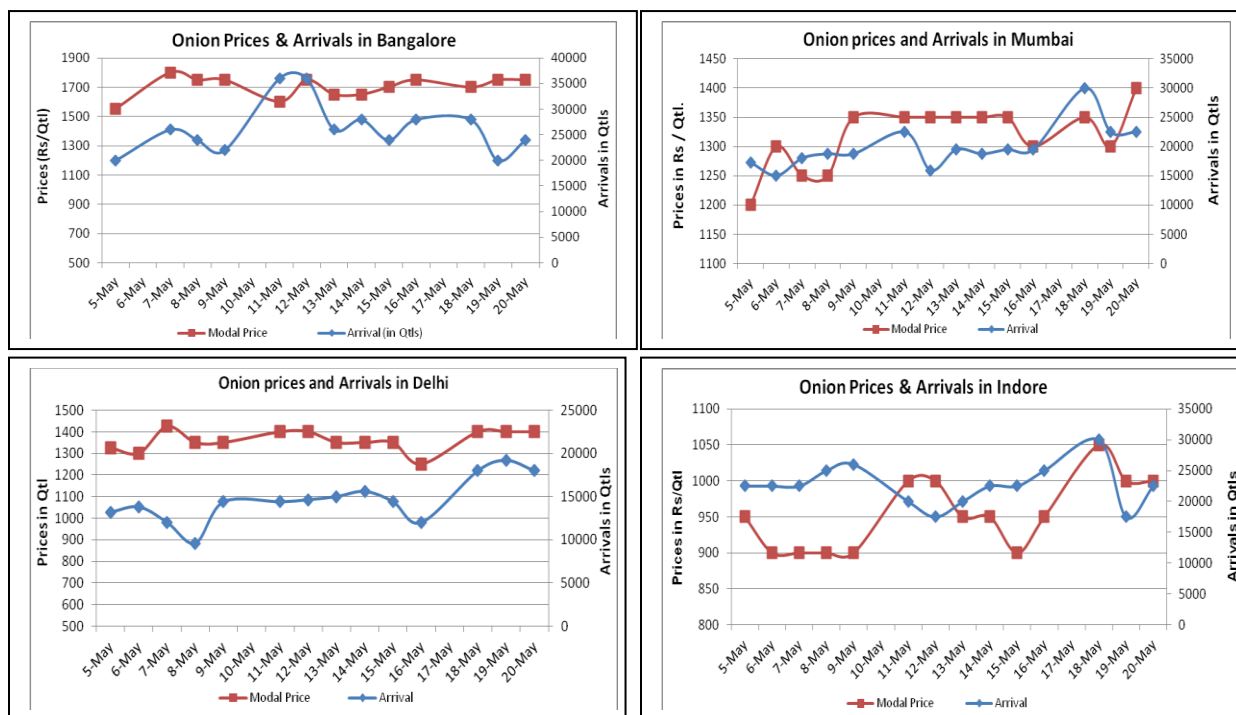 Onion Prices & Arrivals in Bangalore
Prices (Rs/Qtl)
1900
1700
1500
1300
1100
900
700
500
40000
35000
30000
25000
20000
15000
10000
5000
0
Arrivals in Qtls
5-May
6-May
7-May
8-May
9-May
10-May
11-May
12-May
13-May
14-May
15-May
16-May
17-May
18-May
19-May
20-May
Modal Price
Arrival (in Qtls)
Onion prices and Arrivals in Mumbai
Prices in Rs / Qtl.
1450
1400
1350
1300
1250
1200
1150
1100
35000
30000
25000
20000
15000
10000
5000
0
Arrivals in Qtls
5-May
6-May
7-May
8-May
9-May
10-May
11-May
12-May
13-May
14-May
15-May
16-May
17-May
18-May
19-May
20-May
Modal Price
Arrival
Onion prices and Arrivals in Delhi
Prices in Qtl
1500
1400
1300
1200
1100
1000
900
800
700
600
500
25000
20000
15000
10000
5000
0
Arrivals in Qtls
5-May
6-May
7-May
8-May
9-May
10-May
11-May
12-May
13-May
14-May
15-May
16-May
17-May
18-May
19-May
20-May
Modal Price
Arrival
Onion Prices & Arrivals in Indore
Prices in Rs/Qtl
1100
1050
1000
950
900
850
800
35000
30000
25000
20000
15000
10000
5000
0
Arrivals in Qtls
5-May
6-May
7-May
8-May
9-May
10-May
11-May
12-May
13-May
14-May
15-May
16-May
17-May
18-May
19-May
20-May
Modal Price
Arrival